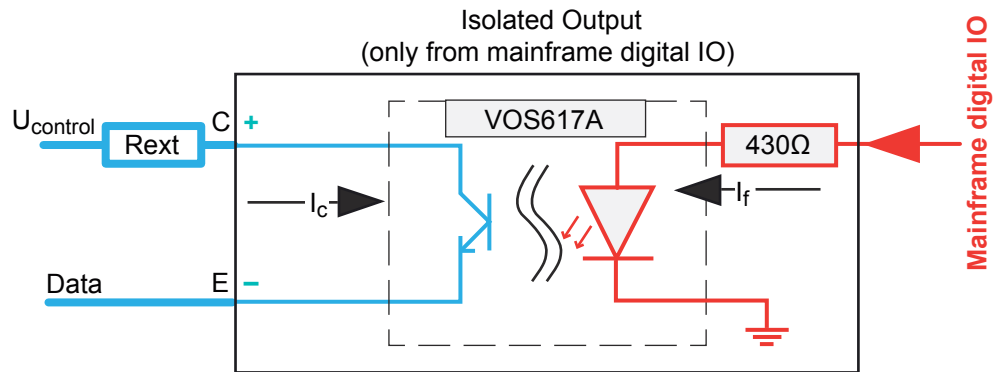 Isolated Output
(only from mainframe digital IO)
Ucontrol
Rext
C +
VOS617A
430Ω
Mainframe digital IO
Ic
If
Data
E −